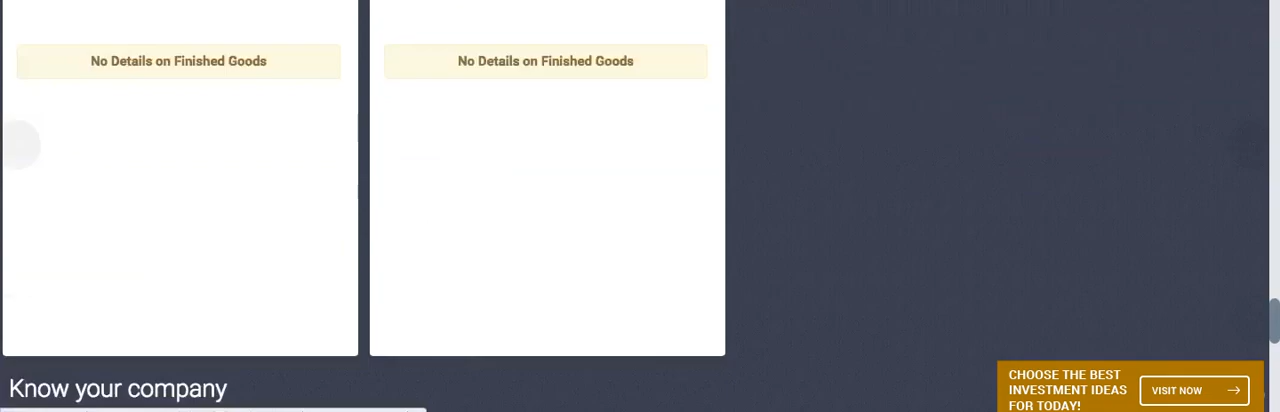 No Details on Finished Goods
No Details on Finished Goods
Know your company
CHOOSE THE BEST
INVESTMENT IDEAS
FOR TODAY!
VISIT NOW